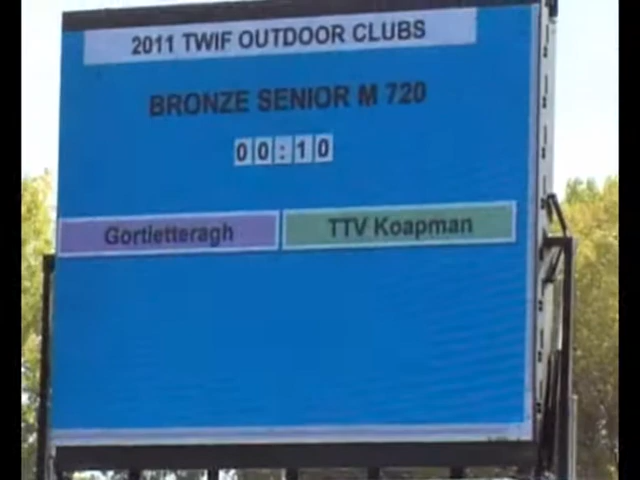 2011 TWIF OUTDOOR CLUBS
BRONZE SENIOR M 720
00:10
Gortletteragh
TTV Koapman